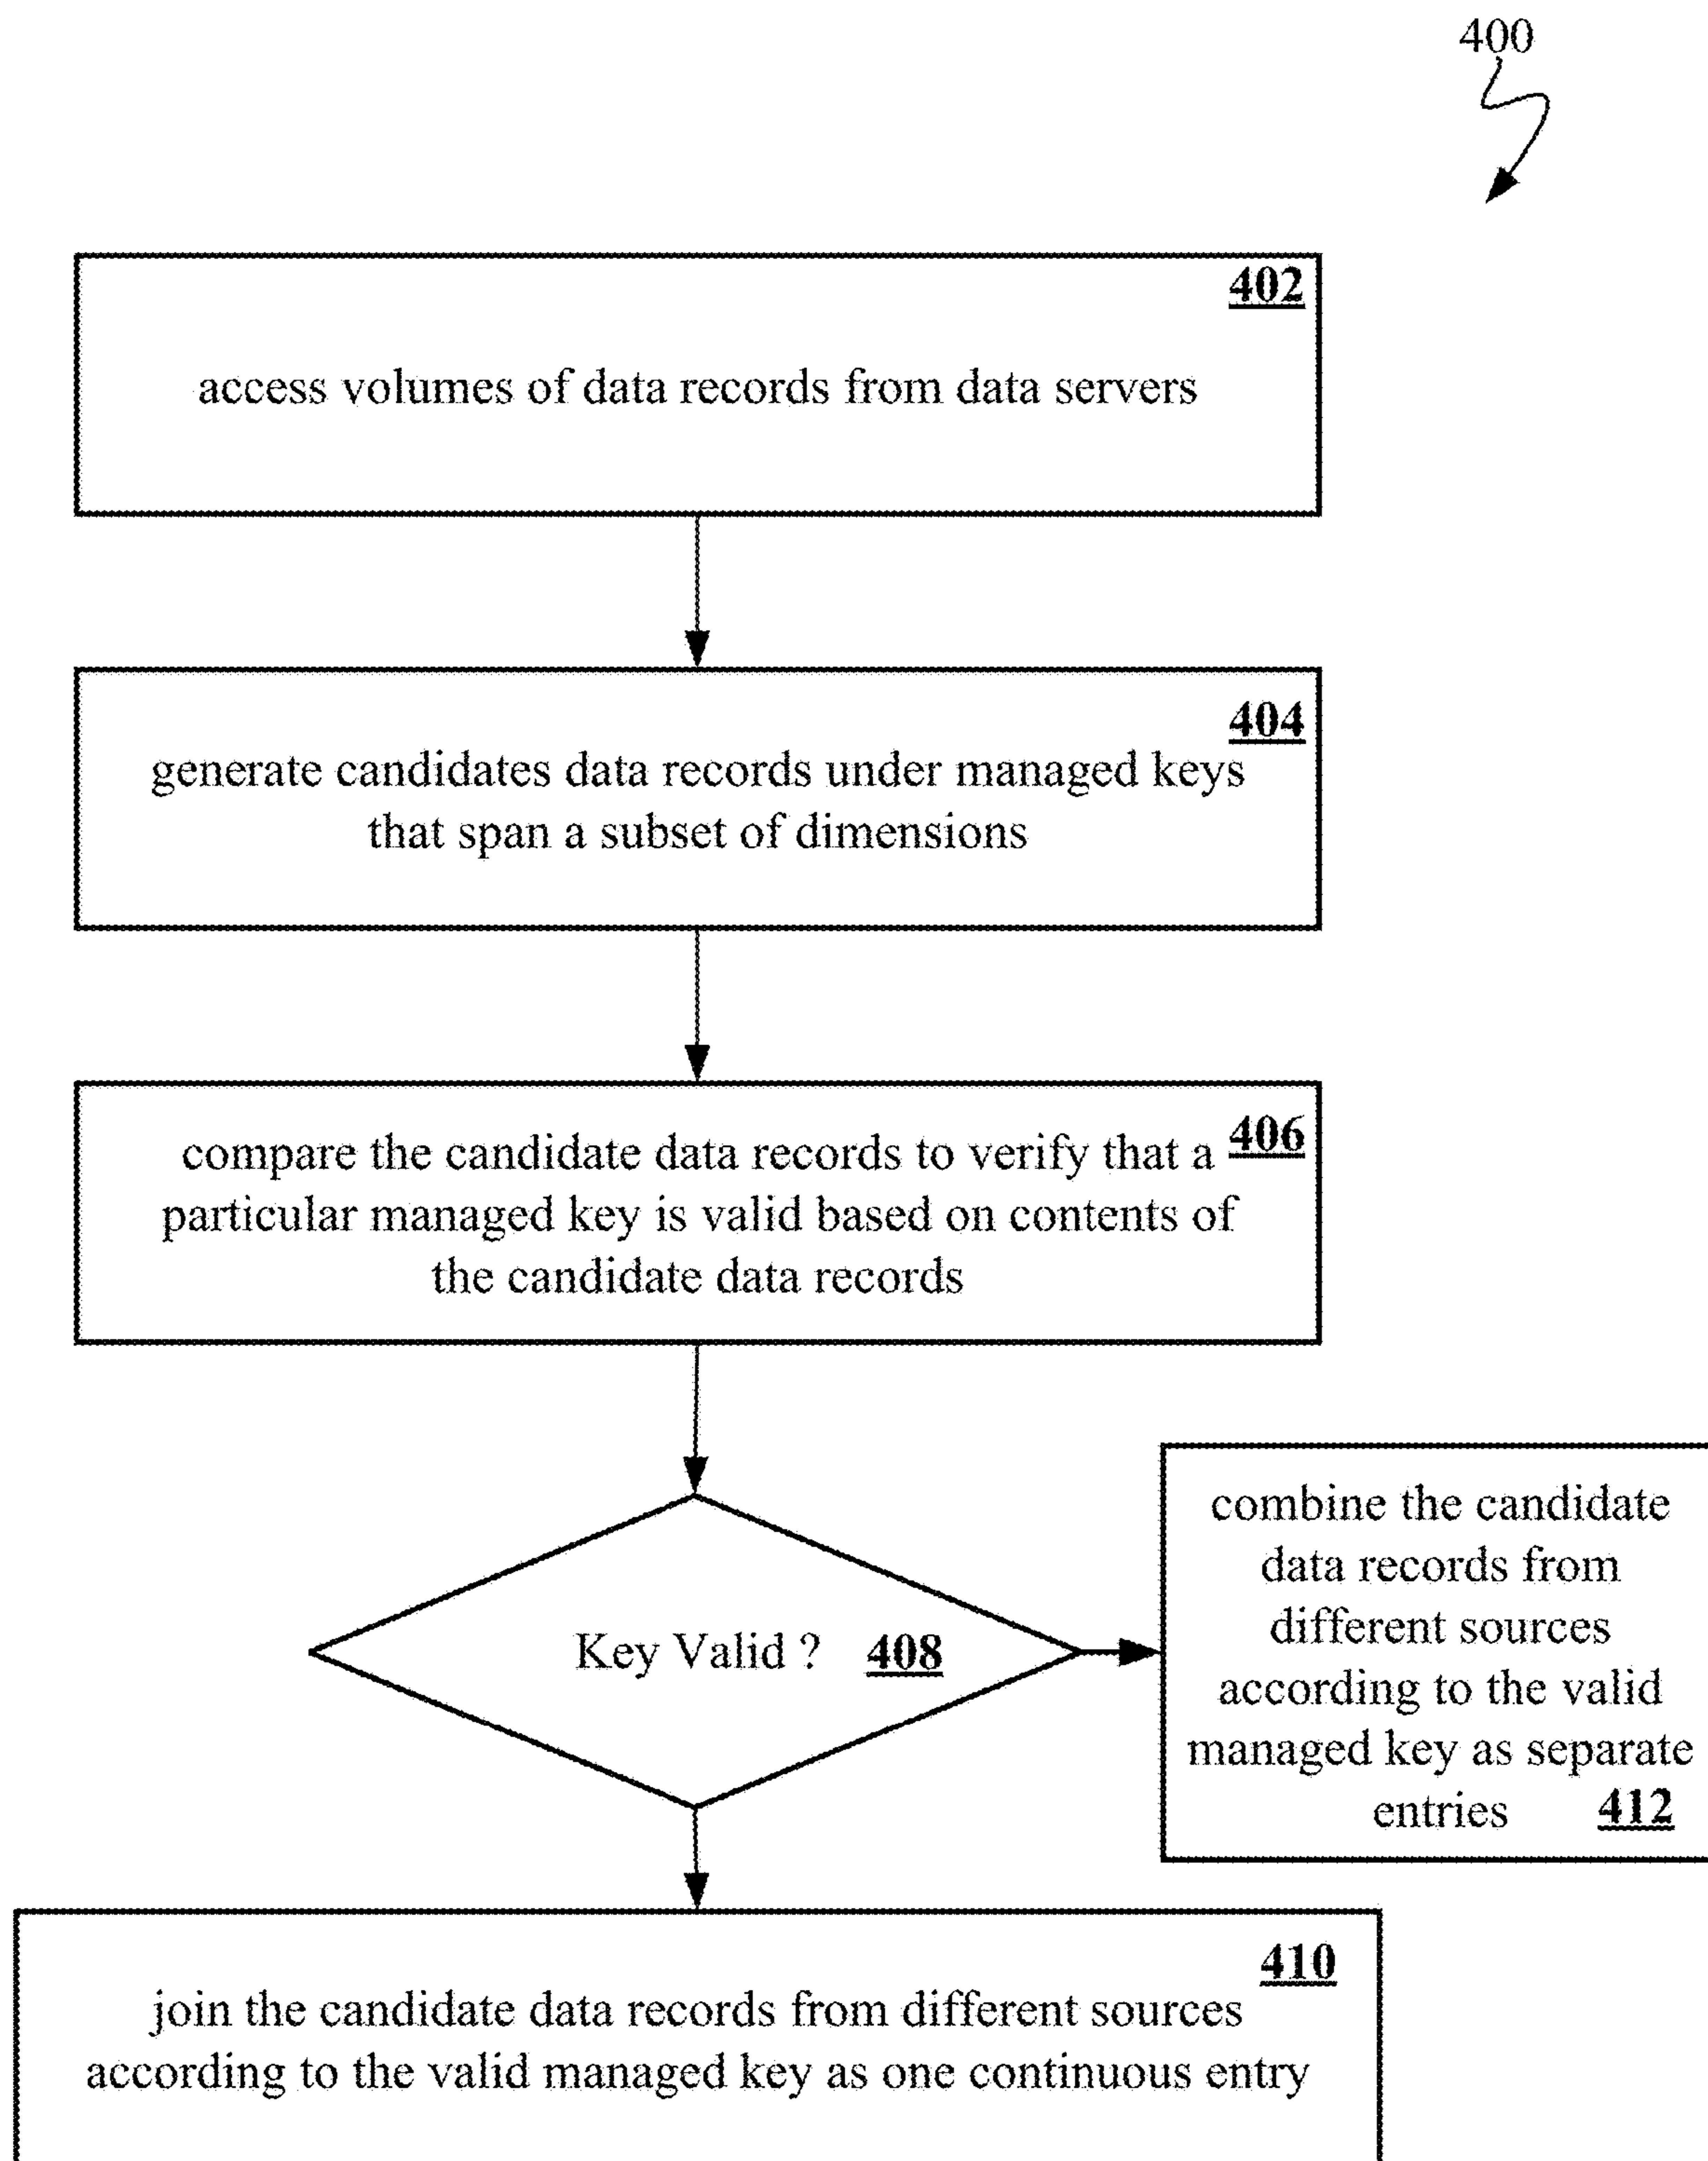 400
402
access volumes of data records from data servers
404
generate candidates data records under managed keys
that span a subset of dimensions
406
compare the candidate data records to verify that a
particular managed key is valid based on contents of
the candidate data records
Key Valid ? 408
combine the candidate
data records from
different sources
according to the valid
managed key as separate
entries 412
410
join the candidate data records from different sources
according to the valid managed key as one continuous entry